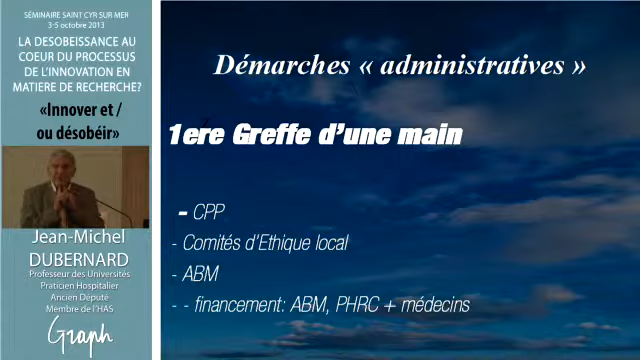 SÉMINAIRE SAINT CYR SUR MER
3-5 octobre 2013
LA DESOBEISSANCE AU
COEUR DU PROCESSUS
DE L'INNOVATION EN
MATIERE DE RECHERCHE?
«Innover et /
ou désobéir»
Jean-Michel
DUBERNARD
Professeur des Universités
Praticien Hospitalier
Ancien Député
Membre de l'HAS
Graph
Démarches « administratives »
1ere Greffe d'une main
- CPP
- Comités d'Ethique local
- ABM
- - financement: ABM, PHRC + médecins